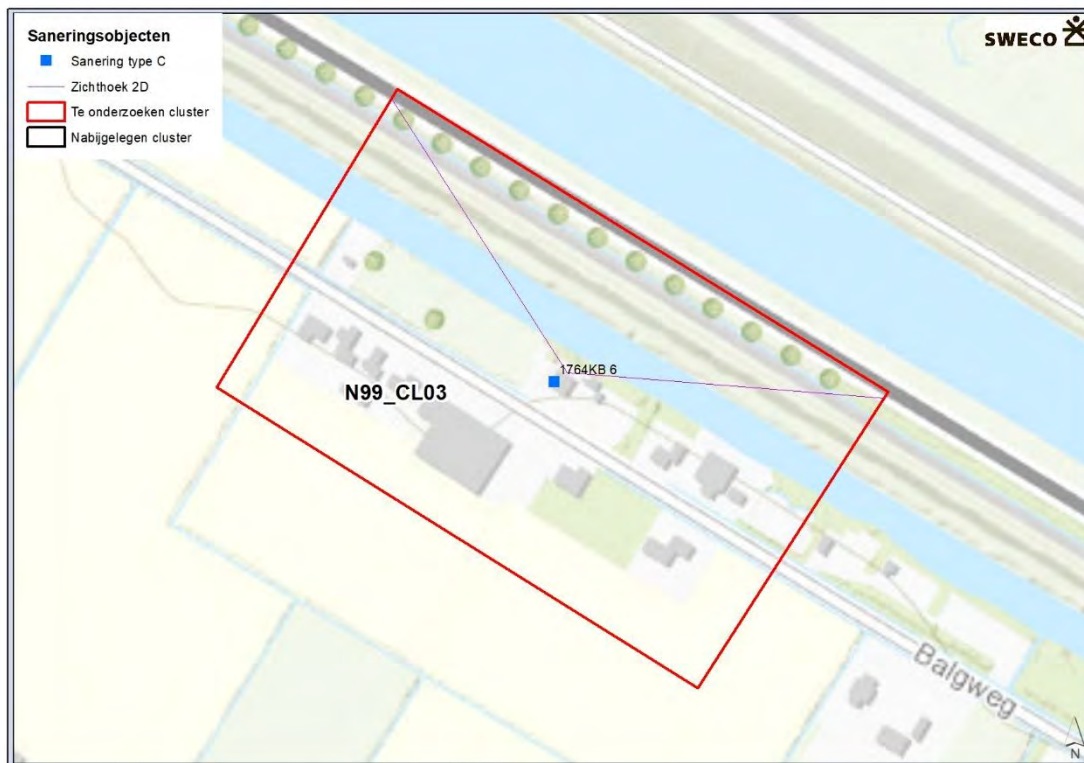 Saneringsobjecten
Sanering type C
Zichthoek 2D
Te onderzoeken cluster
Nabijgelegen cluster
SWECO
1764KB 6
N99_CL03
Balgweg
N